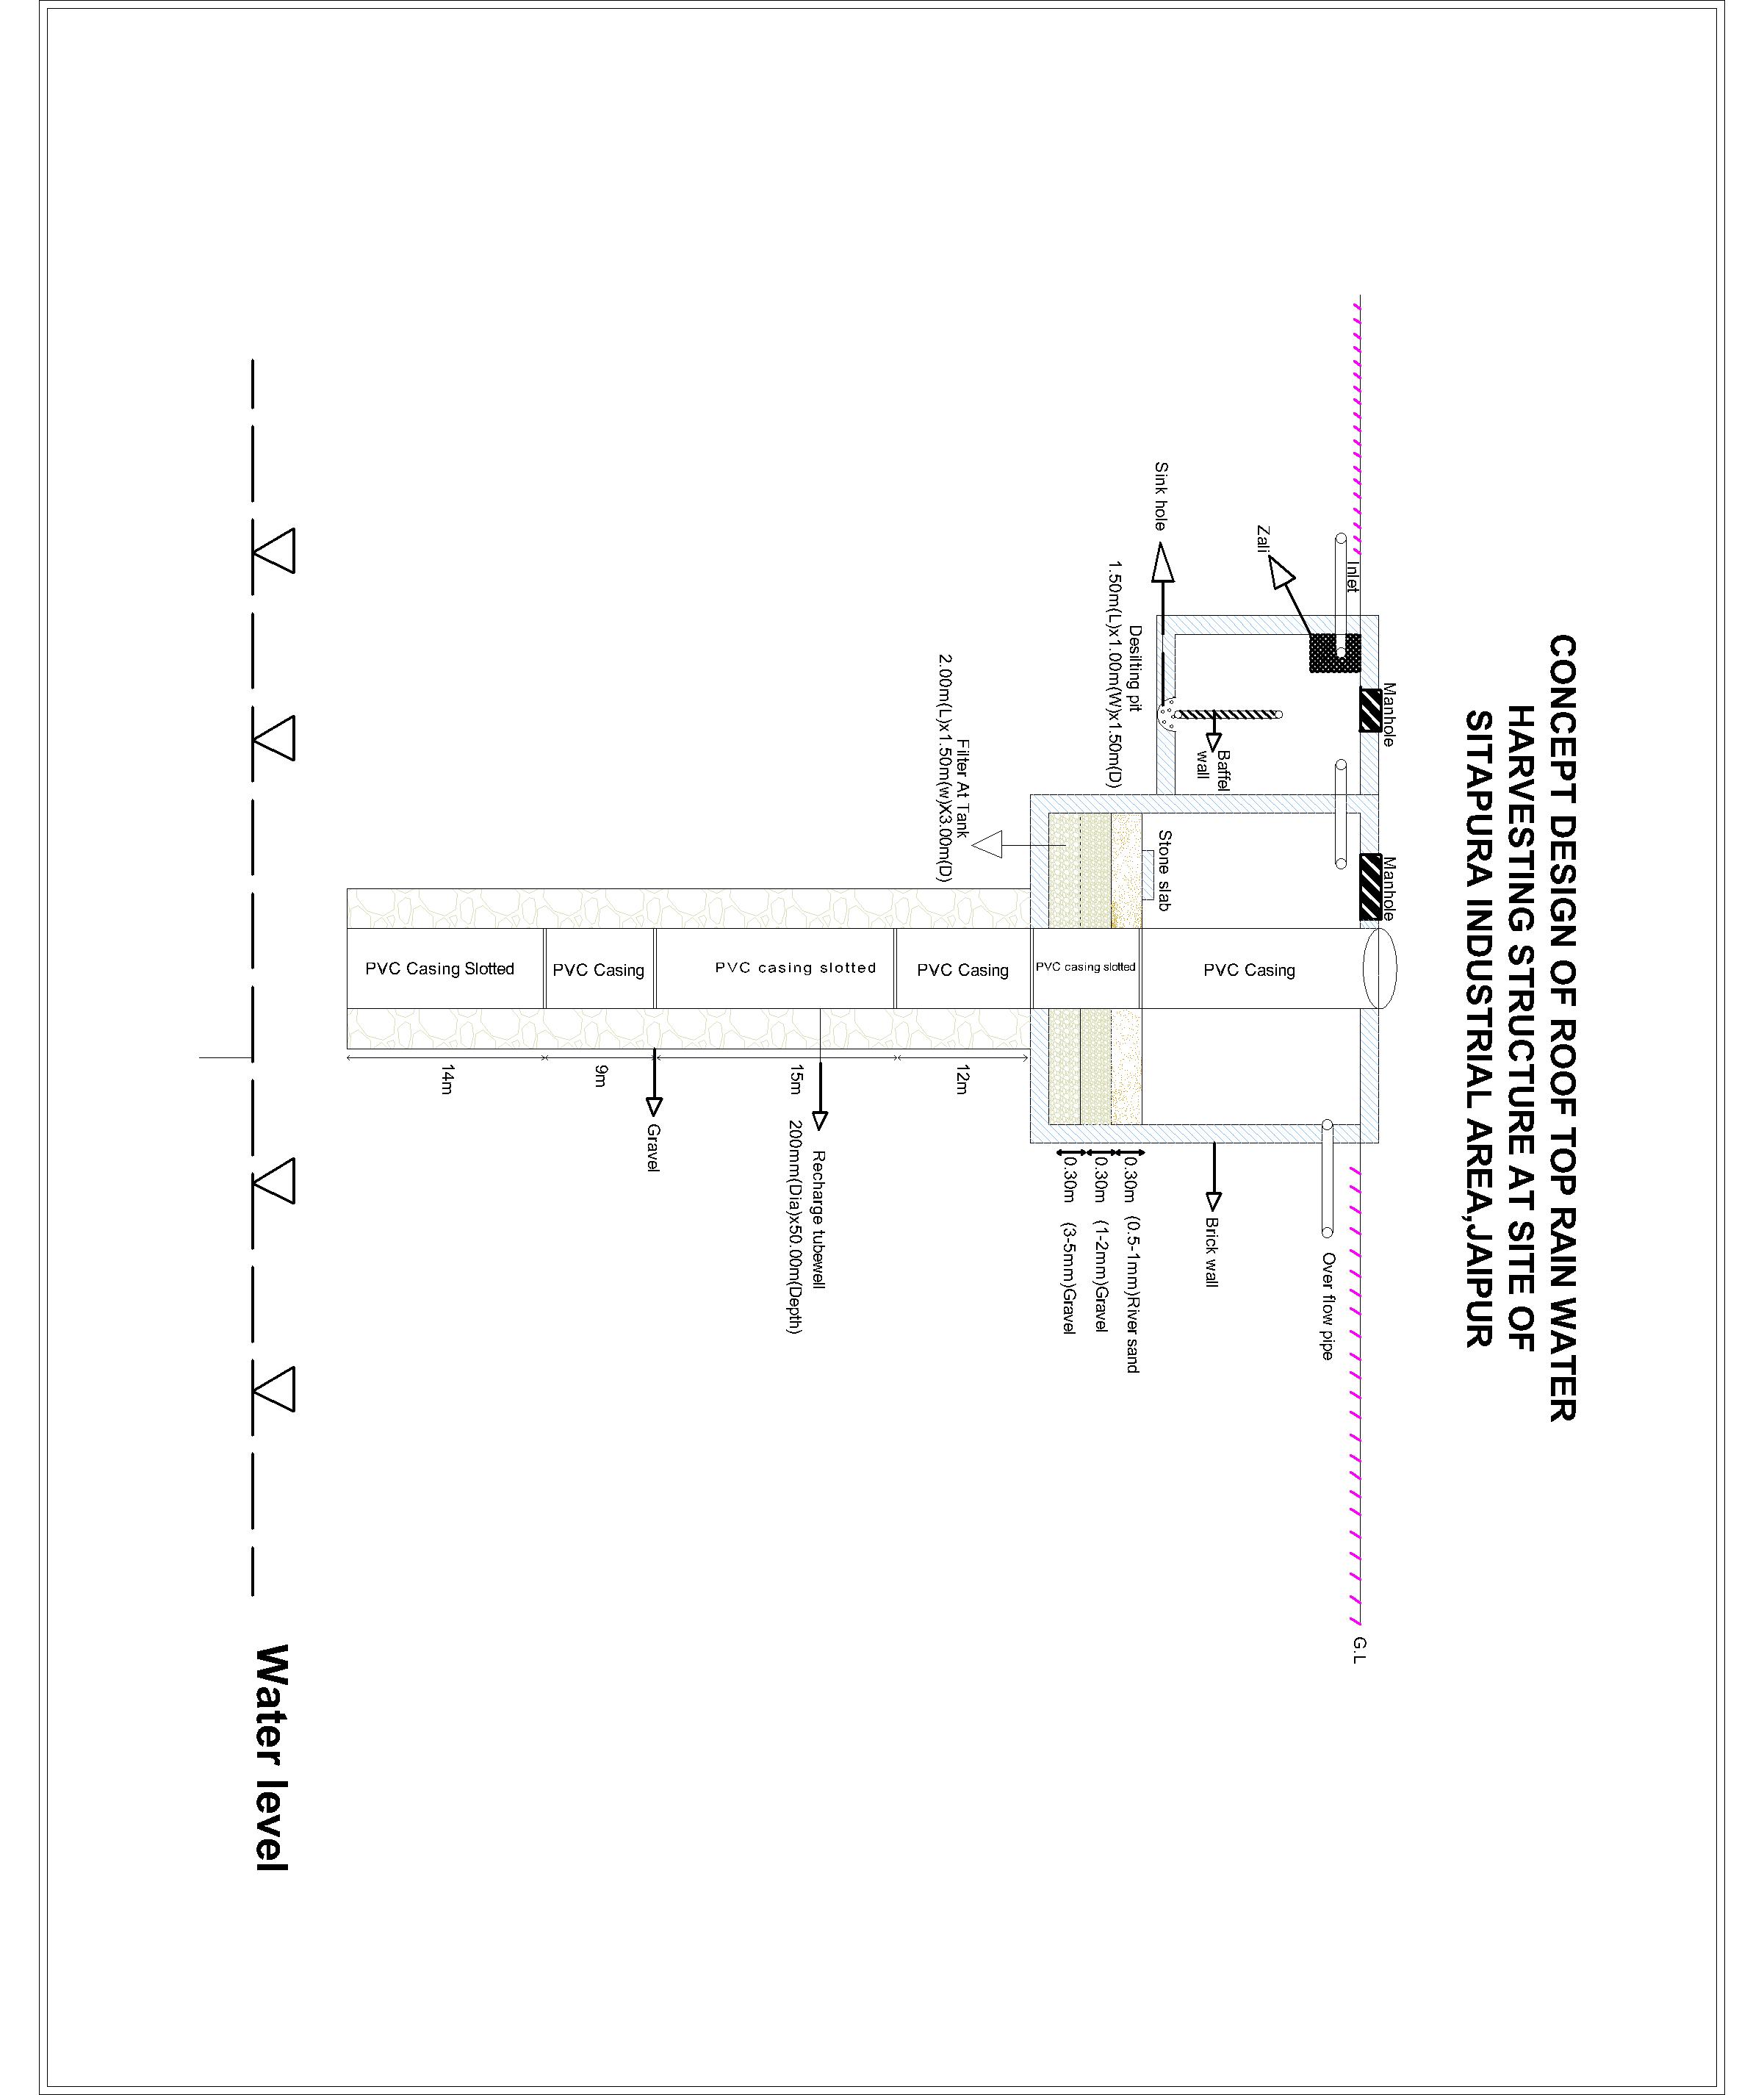 CONCEPT DESIGN OF ROOF TOP RAIN WATER
HARVESTING STRUCTURE AT SITE OF
SITAPURA INDUSTRIAL AREA,JAIPUR
Manhole
Manhole
Inlet
G.L
Over flow pipe
Zali
PVC Casing
Baffel
wall
Brick wall
Sink hole
Stone slab
Desilting pit
1.50m(L)x1.00m(W)x1.50m(D)
PVC casing slotted
0.30m (0.5-1mm)River sand
0.30m (1-2mm)Gravel
0.30m (3-5mm)Gravel
PVC Casing
12m
Filter At Tank
2.00m(L)x1.50m(w)X3.00m(D)
PVC casing slotted
Recharge tubewell
15m
200mm(Dia)x50.00m(Depth)
Gravel
PVC Casing
9m
PVC Casing Slotted
14m
Water level